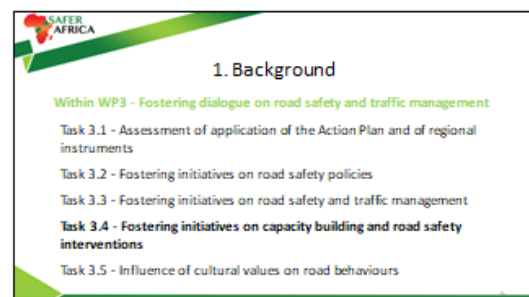 SAFER
AFRICA
1. Background
Within WP3 - Fostering dialogue on road safety and traffic management
Task 3.1 - Assessment of application of the Action Plan and of regional
instruments
Task 3.2 - Fostering initiatives on road safety policies
Task 3.3 - Fostering initiatives on road safety and traffic management
Task 3.4 - Fostering initiatives on capacity building and road safety
interventions
Task 3.5 - Influence of cultural values on road behaviours